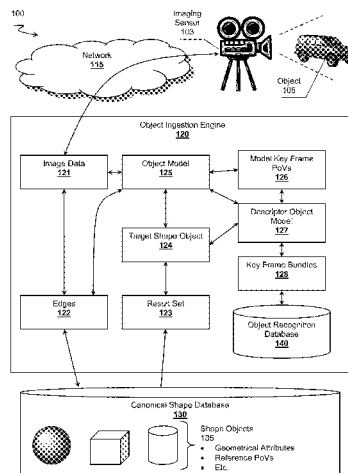 100
Imaging
Sensor
103
Network
115
Object
105
Object Ingestion Engine
120
Image Data
121
Object Model
125
Model Key Frame
PoVs
126
Descriptor Object
Model
127
Target Shape Object
124
Key Frame Bundles
128
Edges
122
Result Set
123
Object Recognition
Database
140
Canonical Shape Database
130
Shape Objects
135
• Geometrical Attributes
• Reference PoVs
• Etc.